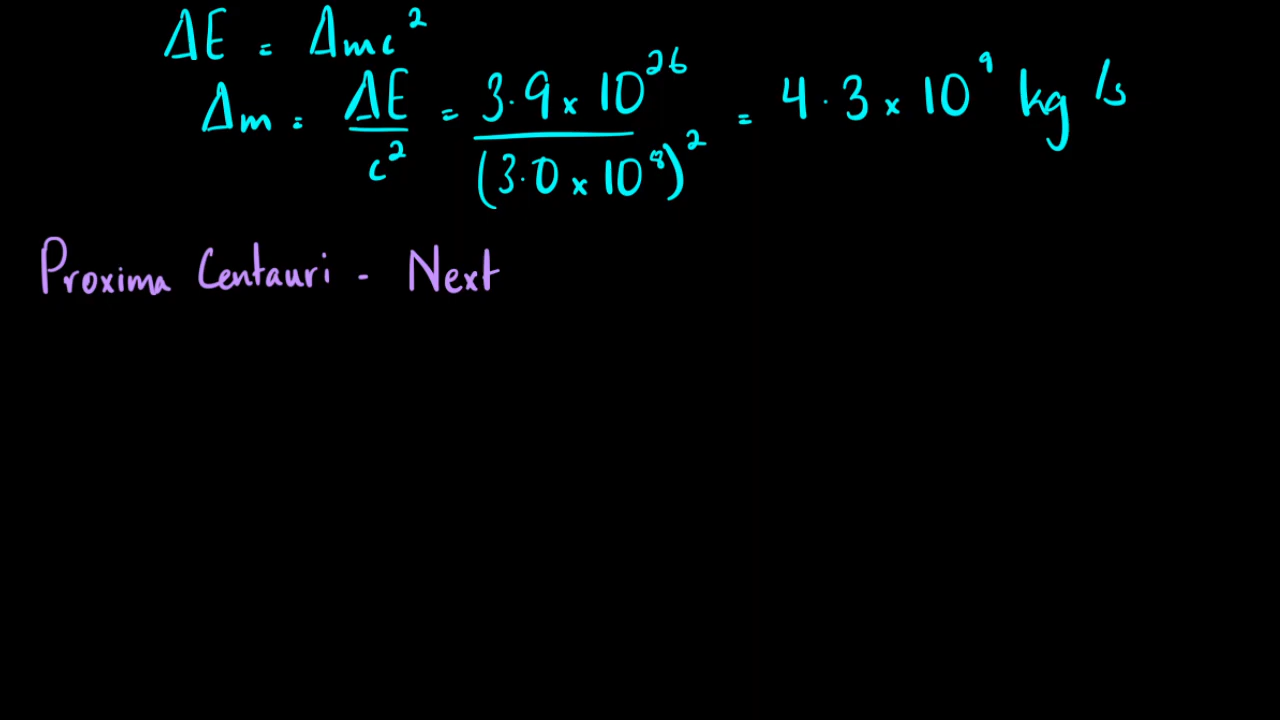 ΔE = Δmc²
Δm = ΔE/c² = 3.9 × 10²⁶/(3.0 × 10⁸)² = 4.3 × 10⁹ kg/s
Proxima Centauri - Next